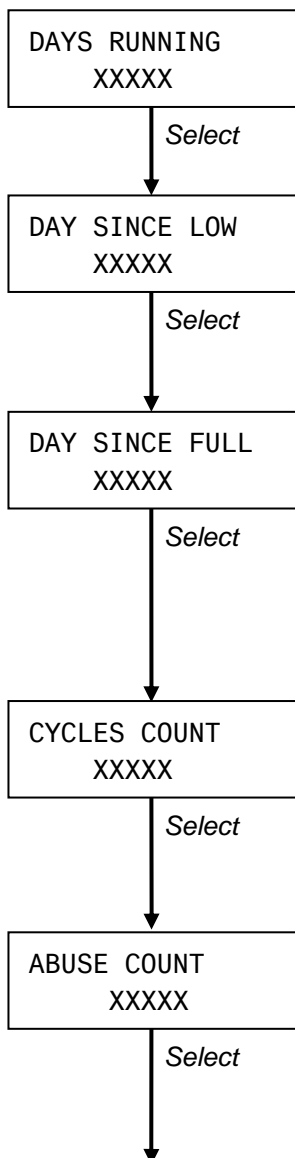 DAYS RUNNING
XXXXX
Select
DAY SINCE LOW
XXXXX
Select
DAY SINCE FULL
XXXXX
Select
CYCLES COUNT
XXXXX
Select
ABUSE COUNT
XXXXX
Select